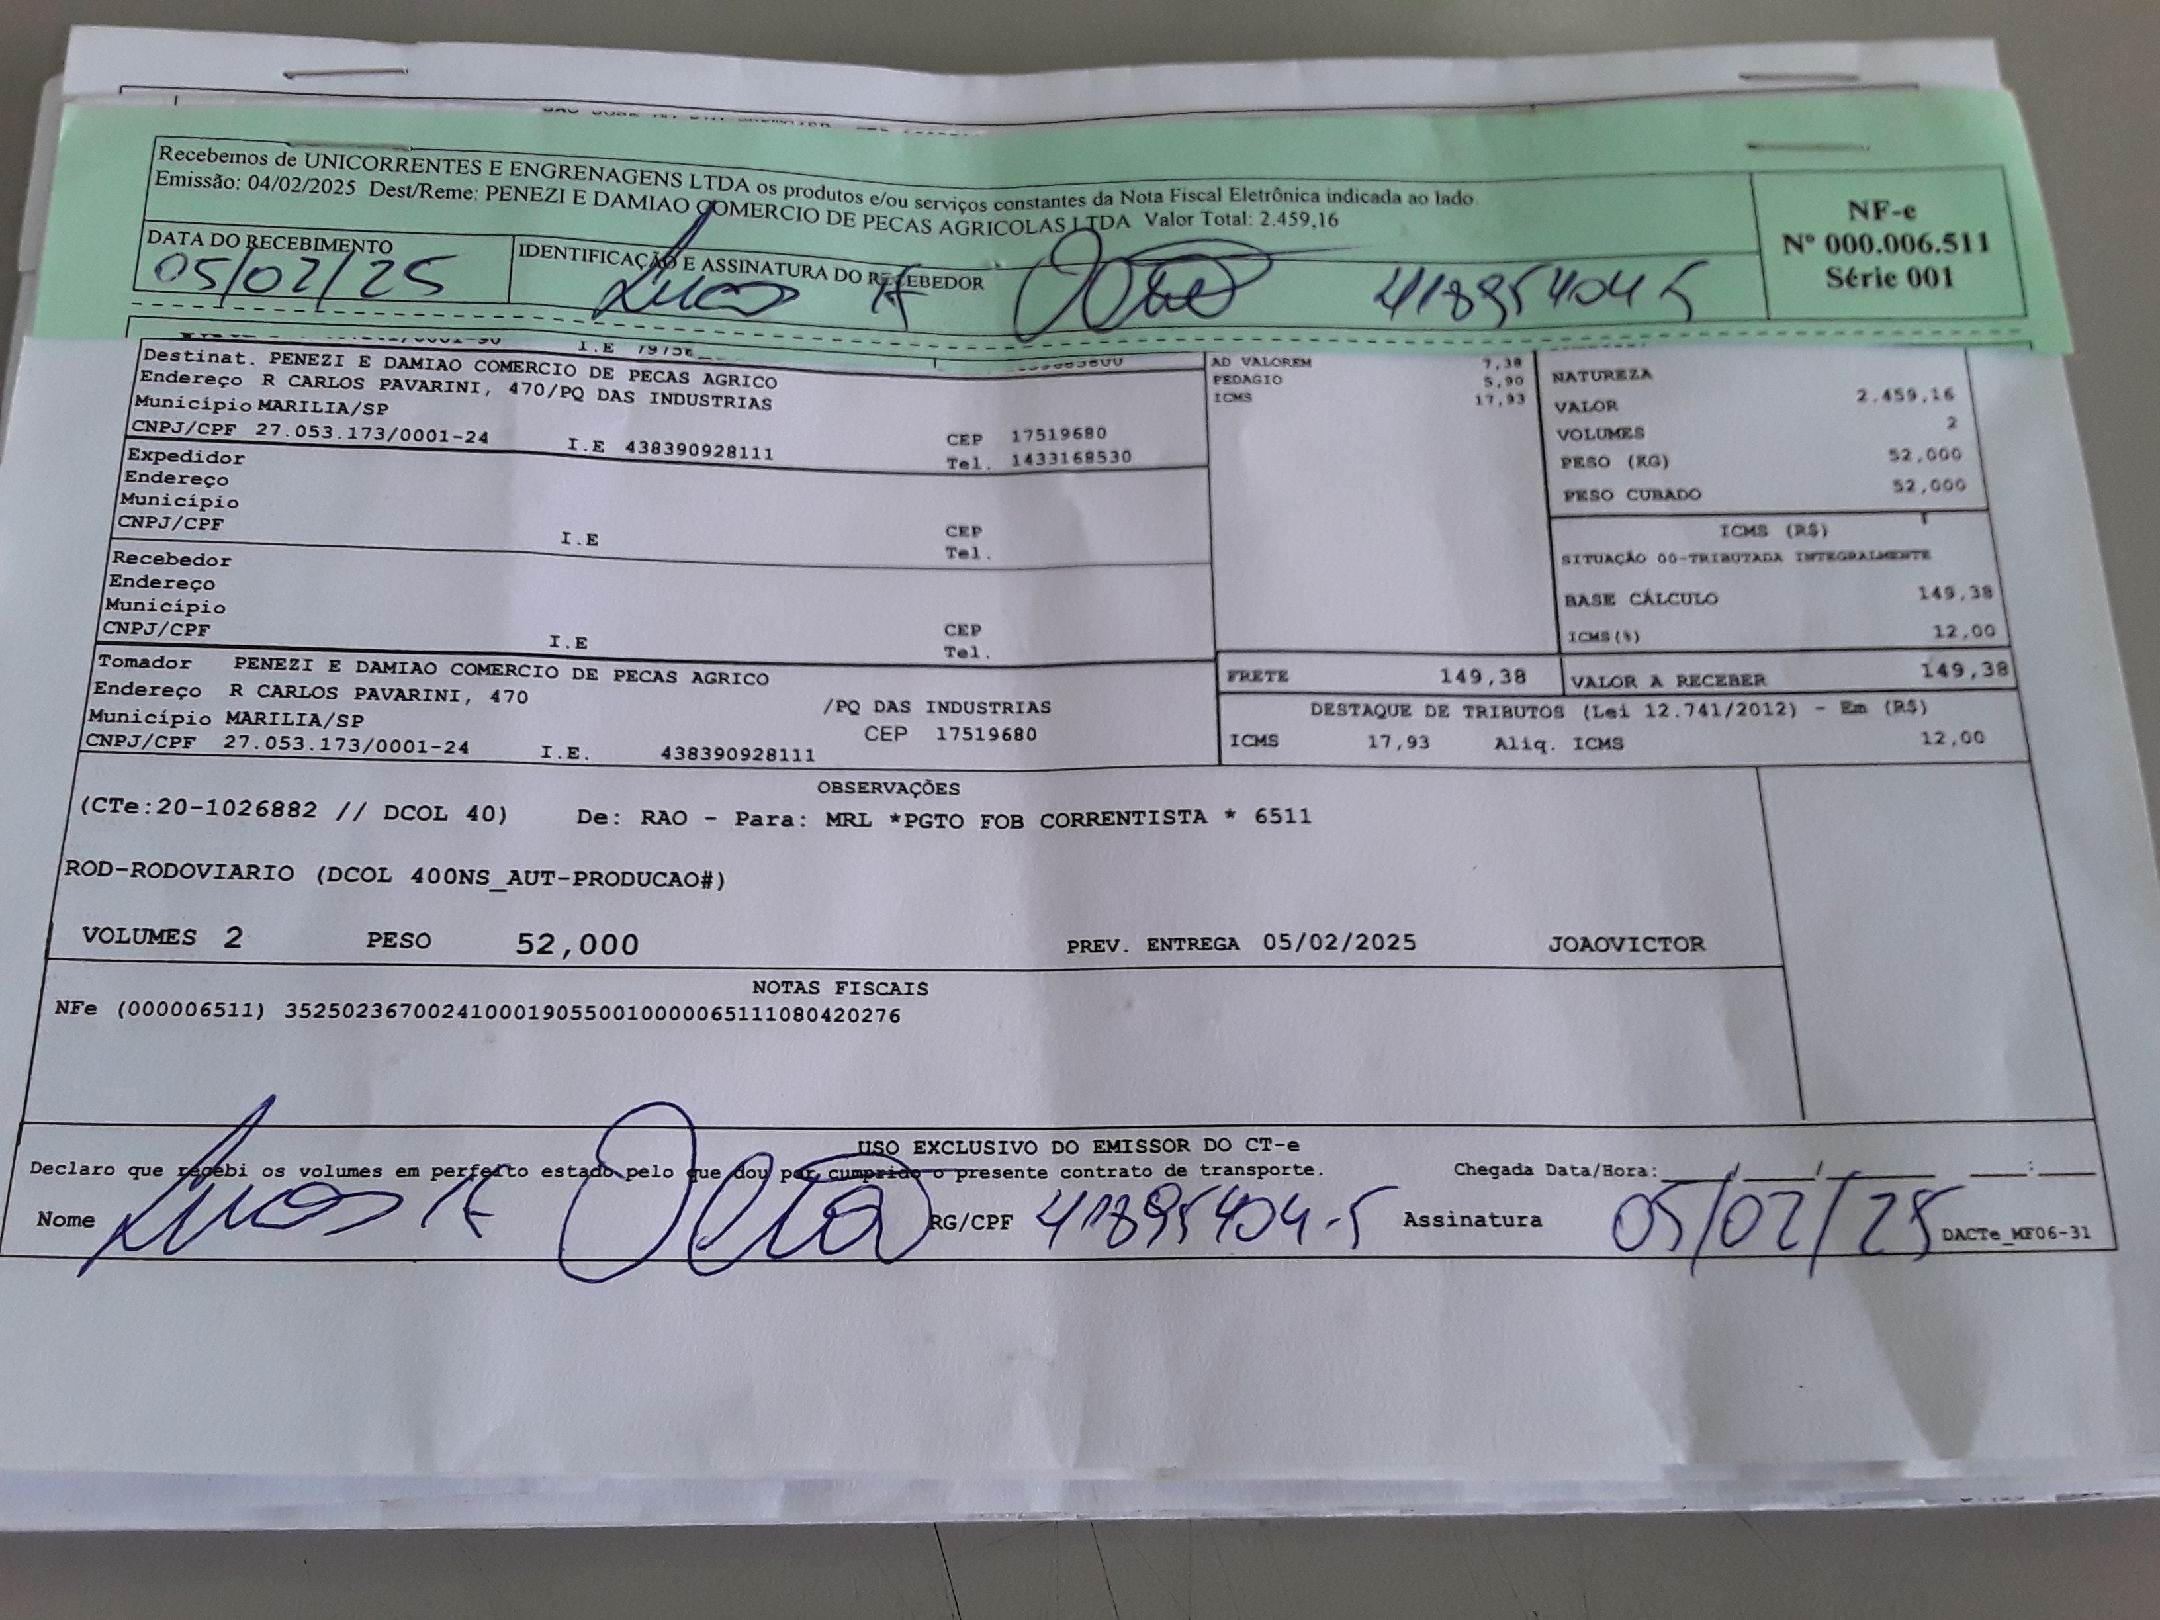 Recebemos de UNICORRENTES E ENGRENAGENS LTDA os produtos e/ou serviços constantes da Nota Fiscal Eletrônica indicada ao lado.
Emissão: 04/02/2025 Dest/Reme: PENEZI E DAMIAO COMERCIO DE PECAS AGRICOLAS LTDA Valor Total: 2.459,16
NF-e
Nº 000.006.511
Série 001
DATA DO RECEBIMENTO
05/02/25
IDENTIFICAÇÃO E ASSINATURA DO RECEBEDOR
41895404-5
Destinat. PENEZI E DAMIAO COMERCIO DE PECAS AGRICO
Endereço R CARLOS PAVARINI, 470/PQ DAS INDUSTRIAS
Município MARILIA/SP CEP 17519680
CNPJ/CPF 27.053.173/0001-24 I.E 438390928111 Tel. 1433168530
Expedidor
Endereço
Município CEP
CNPJ/CPF I.E Tel.
Recebedor
Endereço
Município CEP
CNPJ/CPF I.E Tel.
Tomador PENEZI E DAMIAO COMERCIO DE PECAS AGRICO
Endereço R CARLOS PAVARINI, 470 /PQ DAS INDUSTRIAS
Município MARILIA/SP CEP 17519680
CNPJ/CPF 27.053.173/0001-24 I.E. 438390928111
AD VALOREM 7,38
PEDAGIO 5,90
ICMS 17,93
NATUREZA
VALOR 2.459,16
VOLUMES 2
PESO (KG) 52,000
PESO CUBADO 52,000
ICMS (R$)
SITUAÇÃO 00-TRIBUTADA INTEGRALMENTE
BASE CÁLCULO 149,38
ICMS(%) 12,00
FRETE 149,38 VALOR A RECEBER 149,38
DESTAQUE DE TRIBUTOS (Lei 12.741/2012) - Em (R$)
ICMS 17,93 Aliq. ICMS 12,00
OBSERVAÇÕES
(CTe:20-1026882 // DCOL 40) De: RAO - Para: MRL *PGTO FOB CORRENTISTA * 6511
ROD-RODOVIARIO (DCOL 400NS_AUT-PRODUCAO#)
VOLUMES 2 PESO 52,000 PREV. ENTREGA 05/02/2025 JOAOVICTOR
NOTAS FISCAIS
NFe (000006511) 35250236700241000190550010000065111080420276
USO EXCLUSIVO DO EMISSOR DO CT-e
Declaro que recebi os volumes em perfeito estado pelo que dou por cumprido o presente contrato de transporte. Chegada Data/Hora:
Nome RG/CPF 41895404-5 Assinatura 05/02/25 DACTe_MF06-31